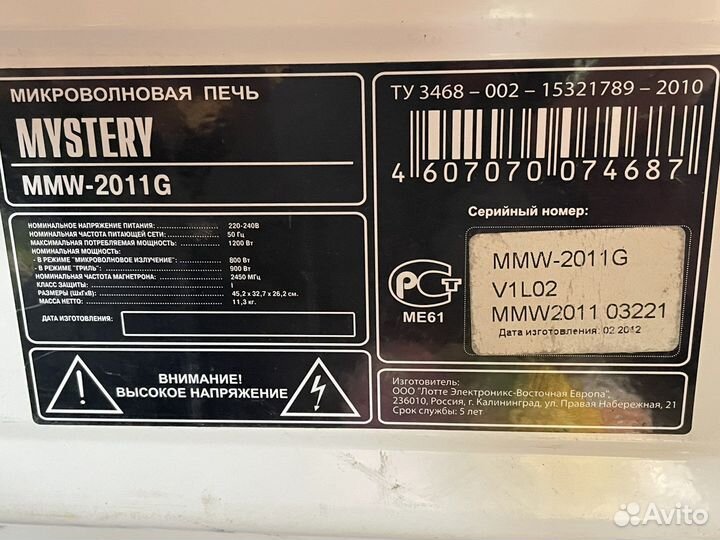 МИКРОВОЛНОВАЯ ПЕЧЬ
MYSTERY
MMW-2011G
НОМИНАЛЬНОЕ НАПРЯЖЕНИЕ ПИТАНИЯ: 220-240В
НОМИНАЛЬНАЯ ЧАСТОТА ПИТАЮЩЕЙ СЕТИ: 50 Гц
МАКСИМАЛЬНАЯ ПОТРЕБЛЯЕМАЯ МОЩНОСТЬ: 1200 Вт
НОМИНАЛЬНАЯ МОЩНОСТЬ:
- В РЕЖИМЕ "МИКРОВОЛНОВОЕ ИЗЛУЧЕНИЕ" 800 Вт
- В РЕЖИМЕ "ГРИЛЬ" 900 Вт
НОМИНАЛЬНАЯ ЧАСТОТА МАГНЕТРОНА: 2450 МГц
КЛАСС ЗАЩИТЫ: I
РАЗМЕРЫ (ШхГхВ): 45,2 х 32,7 х 26,2 см.
МАССА НЕТТО: 11,3 кг.
ДАТА ИЗГОТОВЛЕНИЯ:
ВНИМАНИЕ!
ВЫСОКОЕ НАПРЯЖЕНИЕ
ТУ 3468 – 002 – 15321789 – 2010
4 607070 074687
Серийный номер:
РСТ
МЕ61
MMW-2011G
V1L02
MMW2011 03221
Дата изготовления: 02.2012
Изготовитель:
ООО "Лотте Электроникс-Восточная Европа",
236010, Россия, г. Калининград, ул. Правая Набережная, 21
Срок службы: 5 лет
Avito